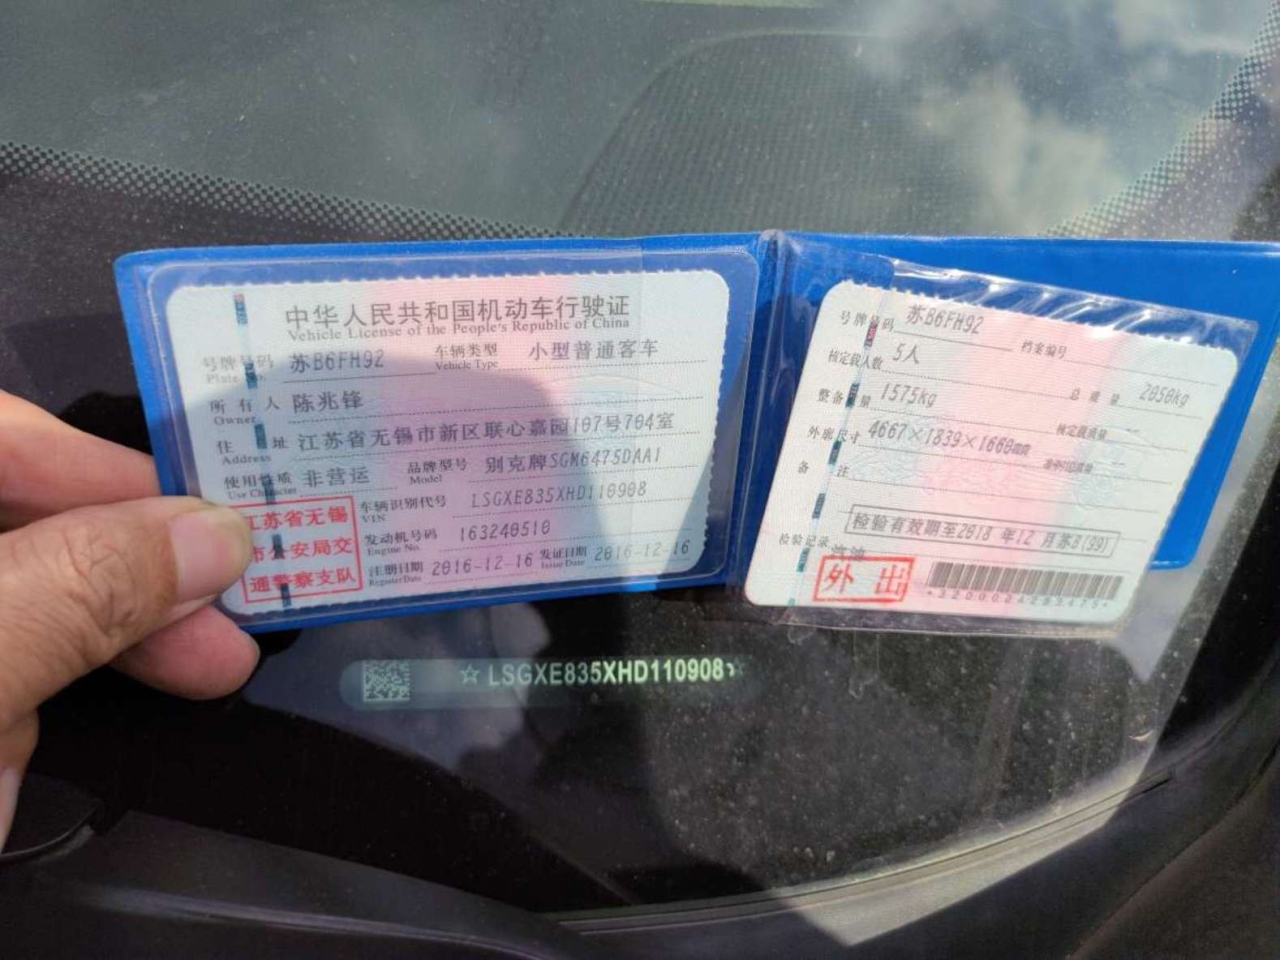 中华人民共和国机动车行驶证
Vehicle License of the People's Republic of China
号牌号码 苏B6FH92 车辆类型 小型普通客车
Plate No. Vehicle Type
所有人 陈兆锋
Owner
住址 江苏省无锡市新区联心嘉园107号704室
Address
使用性质 非营运 品牌型号 别克牌SGM6475DAA1
Use Character Model
车辆识别代号 LSGXE835XHD110908
VIN
发动机号码 163240510
Engine No.
注册日期 2016-12-16 发证日期 2016-12-16
Register Date Issue Date
江苏省无锡
市公安局交
通警察支队
号牌号码 苏B6FH92 档案编号
核定载人数 5人 总质量 2050kg
整备质量 1575kg 核定载质量 --
外廓尺寸 4667×1839×1668 --
备注
检验有效期至2018 年12 月苏B(99)
检验记录
汽油
外出
☆ LSGXE835XHD110908☆